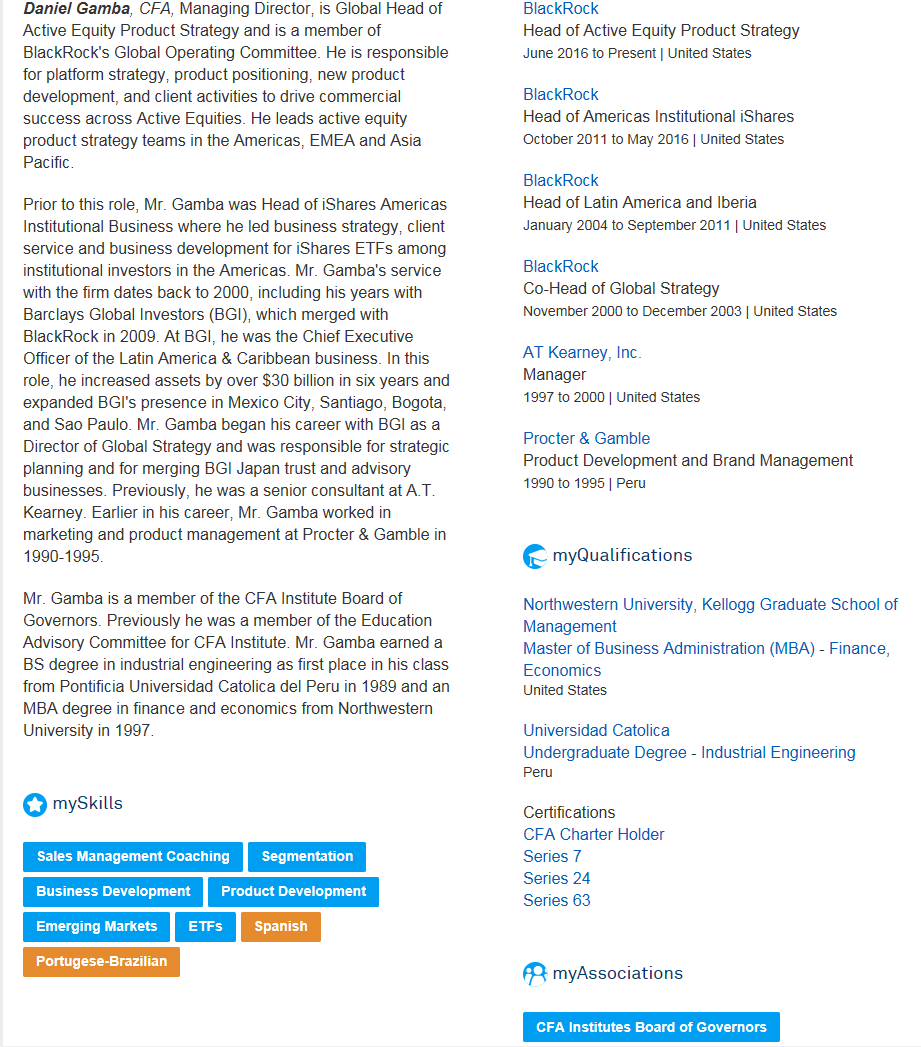 Daniel Gamba, CFA, Managing Director, is Global Head of
Active Equity Product Strategy and is a member of
BlackRock's Global Operating Committee. He is responsible
for platform strategy, product positioning, new product
development, and client activities to drive commercial
success across Active Equities. He leads active equity
product strategy teams in the Americas, EMEA and Asia
Pacific.
Prior to this role, Mr. Gamba was Head of iShares Americas
Institutional Business where he led business strategy, client
service and business development for iShares ETFs among
institutional investors in the Americas. Mr. Gamba's service
with the firm dates back to 2000, including his years with
Barclays Global Investors (BGI), which merged with
BlackRock in 2009. At BGI, he was the Chief Executive
Officer of the Latin America & Caribbean business. In this
role, he increased assets by over $30 billion in six years and
expanded BGI's presence in Mexico City, Santiago, Bogota,
and Sao Paulo. Mr. Gamba began his career with BGI as a
Director of Global Strategy and was responsible for strategic
planning and for merging BGI Japan trust and advisory
businesses. Previously, he was a senior consultant at A.T.
Kearney. Earlier in his career, Mr. Gamba worked in
marketing and product management at Procter & Gamble in
1990-1995.
Mr. Gamba is a member of the CFA Institute Board of
Governors. Previously he was a member of the Education
Advisory Committee for CFA Institute. Mr. Gamba earned a
BS degree in industrial engineering as first place in his class
from Pontificia Universidad Catolica del Peru in 1989 and an
MBA degree in finance and economics from Northwestern
University in 1997.
mySkills
Sales Management Coaching Segmentation
Business Development Product Development
Emerging Markets ETFs Spanish
Portugese-Brazilian
BlackRock
Head of Active Equity Product Strategy
June 2016 to Present | United States
BlackRock
Head of Americas Institutional iShares
October 2011 to May 2016 | United States
BlackRock
Head of Latin America and Iberia
January 2004 to September 2011 | United States
BlackRock
Co-Head of Global Strategy
November 2000 to December 2003 | United States
AT Kearney, Inc.
Manager
1997 to 2000 | United States
Procter & Gamble
Product Development and Brand Management
1990 to 1995 | Peru
myQualifications
Northwestern University, Kellogg Graduate School of
Management
Master of Business Administration (MBA) - Finance,
Economics
United States
Universidad Catolica
Undergraduate Degree - Industrial Engineering
Peru
Certifications
CFA Charter Holder
Series 7
Series 24
Series 63
myAssociations
CFA Institutes Board of Governors